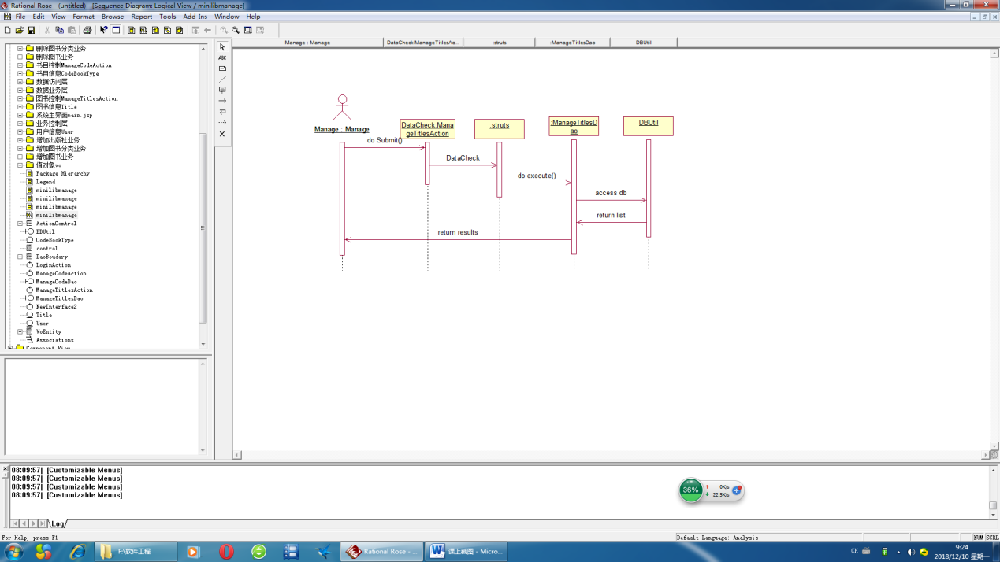 Rational Rose - (untitled) - [Sequence Diagram: Logical View / minilibmanage]
File Edit View Format Browse Report Tools Add-Ins Window Help
Manage : Manage DataCheck:ManageTitlesAc... :struts :ManageTitlesDao DBUtil
删除图书分类业务
删除图书业务
书目控制ManageCodeAction
书目信息CodeBookType
数据访问层
数据业务层
图书控制ManageTitlesAction
图书信息Title
系统主界面main.jsp
业务控制层
用户信息User
增加出版社业务
增加图书分类业务
增加图书业务
值对象vo
Package Hierarchy
Legend
minilibmanage
minilibmanage
minilibmanage
minilibmanage
ActionControl
BDUtil
CodeBookType
control
DaoBoudary
LoginAction
ManageCodeAction
ManageCodeDao
ManageTitlesAction
ManageTitlesDao
NewInterface2
Title
User
VoEntity
Associations
Component View
ABC
Manage : Manage
DataCheck:Mana
geTitlesAction
:struts
:ManageTitlesD
ao
DBUtil
do Submit()
DataCheck
do execute()
access db
return list
return results
08:09:57| [Customizable Menus]
08:09:57| [Customizable Menus]
08:09:57| [Customizable Menus]
08:09:57| [Customizable Menus]
36% 0K/s
22.5K/s
Log
For Help, press F1
Default Language: Analysis
NUM SCRL
F:\软件工程
Rational Rose - ...
课上截图 - Micro...
CH
9:24
2018/12/10 星期一